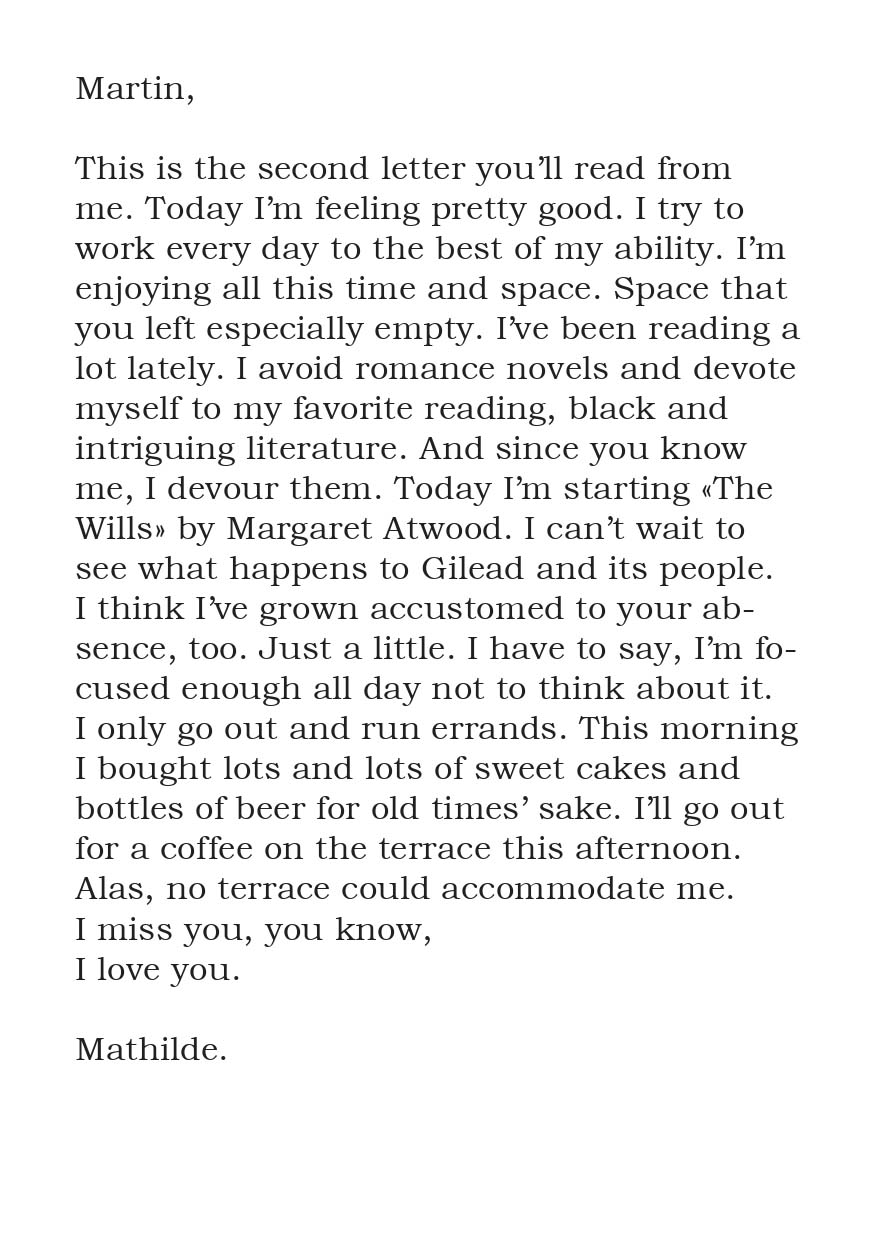 Martin,
This is the second letter you’ll read from
me. Today I’m feeling pretty good. I try to
work every day to the best of my ability. I’m
enjoying all this time and space. Space that
you left especially empty. I’ve been reading a
lot lately. I avoid romance novels and devote
myself to my favorite reading, black and
intriguing literature. And since you know
me, I devour them. Today I’m starting «The
Wills» by Margaret Atwood. I can’t wait to
see what happens to Gilead and its people.
I think I’ve grown accustomed to your ab-
sence, too. Just a little. I have to say, I’m fo-
cused enough all day not to think about it.
I only go out and run errands. This morning
I bought lots and lots of sweet cakes and
bottles of beer for old times’ sake. I’ll go out
for a coffee on the terrace this afternoon.
Alas, no terrace could accommodate me.
I miss you, you know,
I love you.
Mathilde.